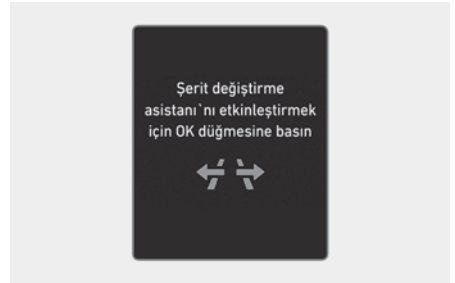 Şerit değiştirme
asistanı`nı etkinleştirmek
için OK düğmesine basın